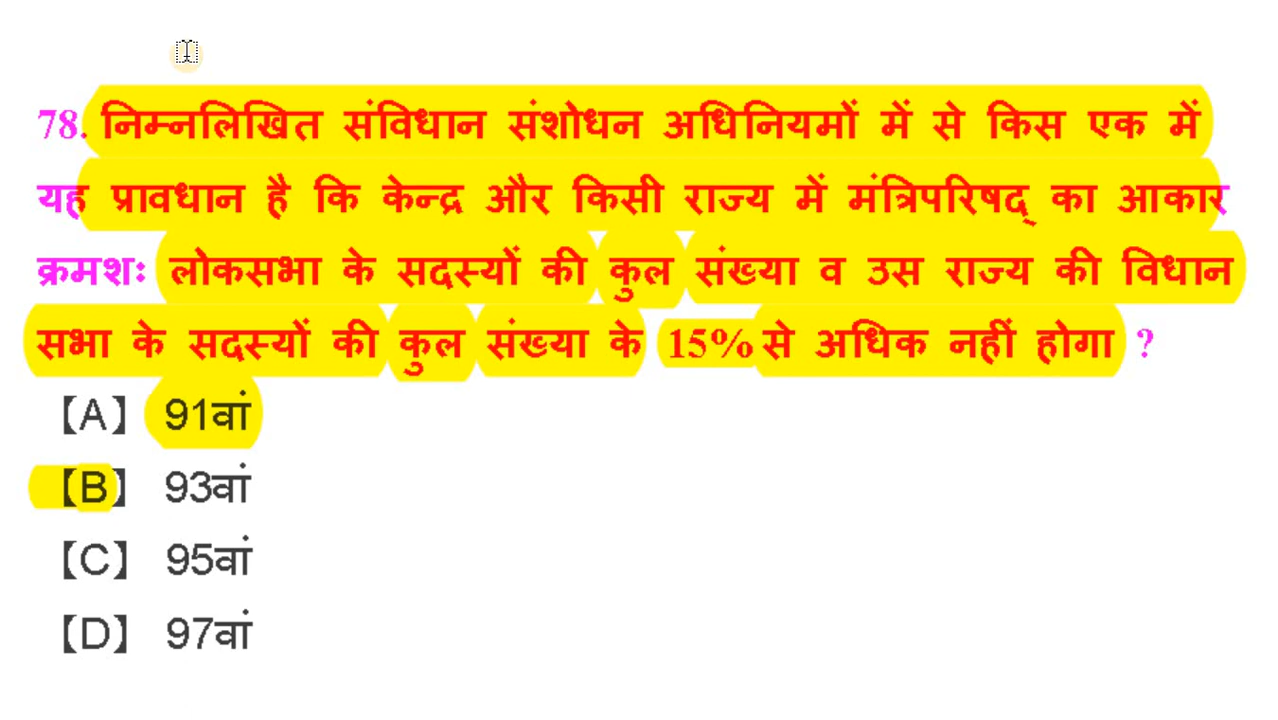 78. निम्नलिखित संविधान संशोधन अधिनियमों में से किस एक में
यह प्रावधान है कि केन्द्र और किसी राज्य में मंत्रिपरिषद् का आकार
क्रमशः लोकसभा के सदस्यों की कुल संख्या व उस राज्य की विधान
सभा के सदस्यों की कुल संख्या के 15% से अधिक नहीं होगा ?
【A】 91वां
【B】 93वां
【C】 95वां
【D】 97वां